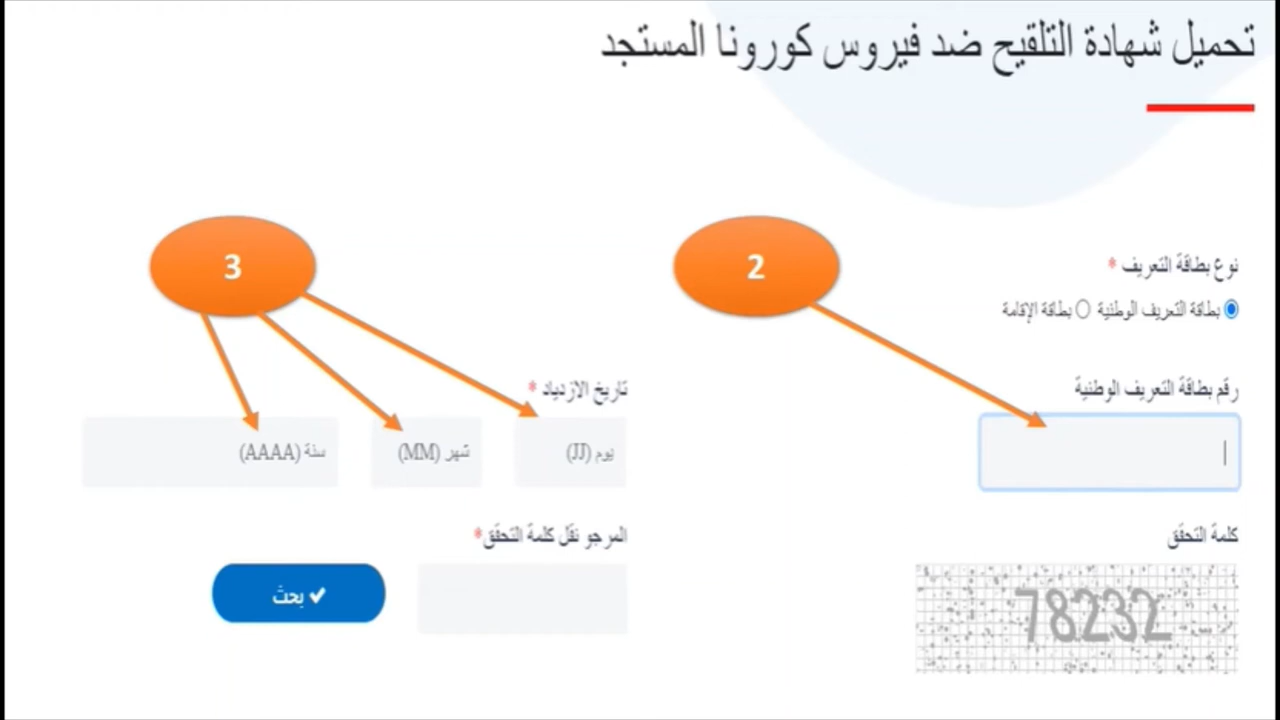 تحميل شهادة التلقيح ضد فيروس كورونا المستجد
2
3
نوع بطاقة التعريف *
بطاقة التعريف الوطنية بطاقة الإقامة
رقم بطاقة التعريف الوطنية
تاريخ الازدياد *
يوم (JJ)
شهر (MM)
سنة (AAAA)
كلمة التحقق
78232
المرجو نقل كلمة التحقق*
بحث